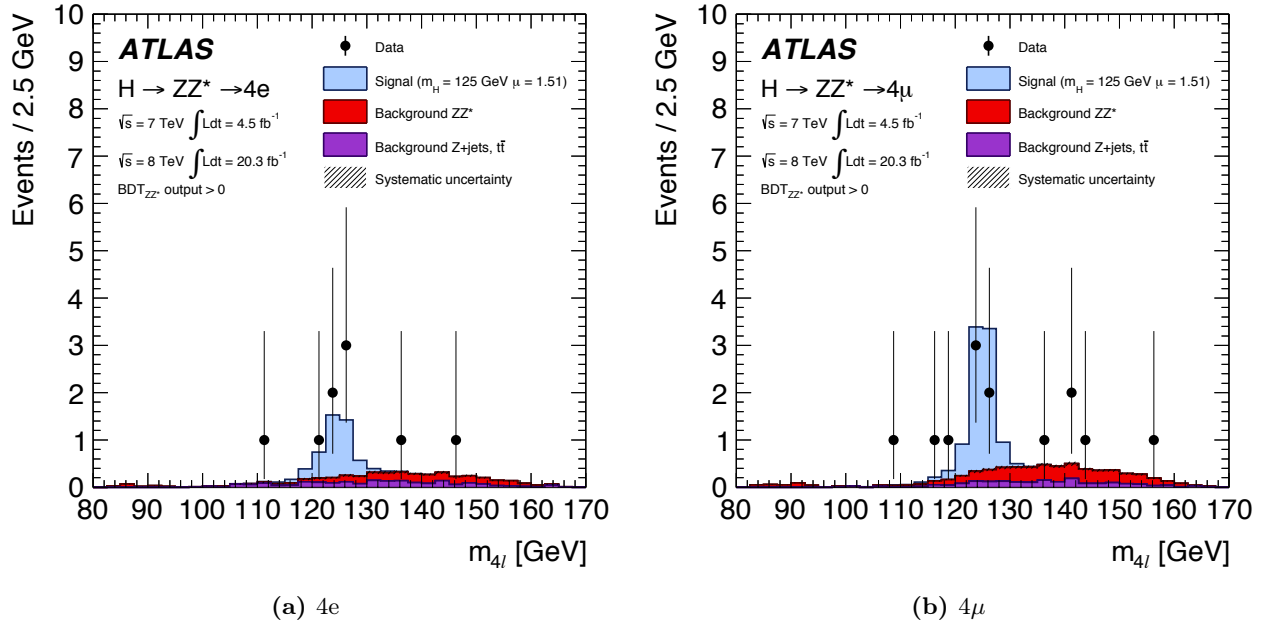 Events / 2.5 GeV
10
9
8
7
6
5
4
3
2
1
0
ATLAS
H → ZZ* →4e
√s = 7 TeV ∫Ldt = 4.5 fb⁻¹
√s = 8 TeV ∫Ldt = 20.3 fb⁻¹
BDT_ZZ* output > 0
Data
Signal (m_H = 125 GeV μ = 1.51)
Background ZZ*
Background Z+jets, tt̄
Systematic uncertainty
80 90 100 110 120 130 140 150 160 170
m_4l [GeV]
(a) 4e
Events / 2.5 GeV
10
9
8
7
6
5
4
3
2
1
0
ATLAS
H → ZZ* →4μ
√s = 7 TeV ∫Ldt = 4.5 fb⁻¹
√s = 8 TeV ∫Ldt = 20.3 fb⁻¹
BDT_ZZ* output > 0
Data
Signal (m_H = 125 GeV μ = 1.51)
Background ZZ*
Background Z+jets, tt̄
Systematic uncertainty
80 90 100 110 120 130 140 150 160 170
m_4l [GeV]
(b) 4μ